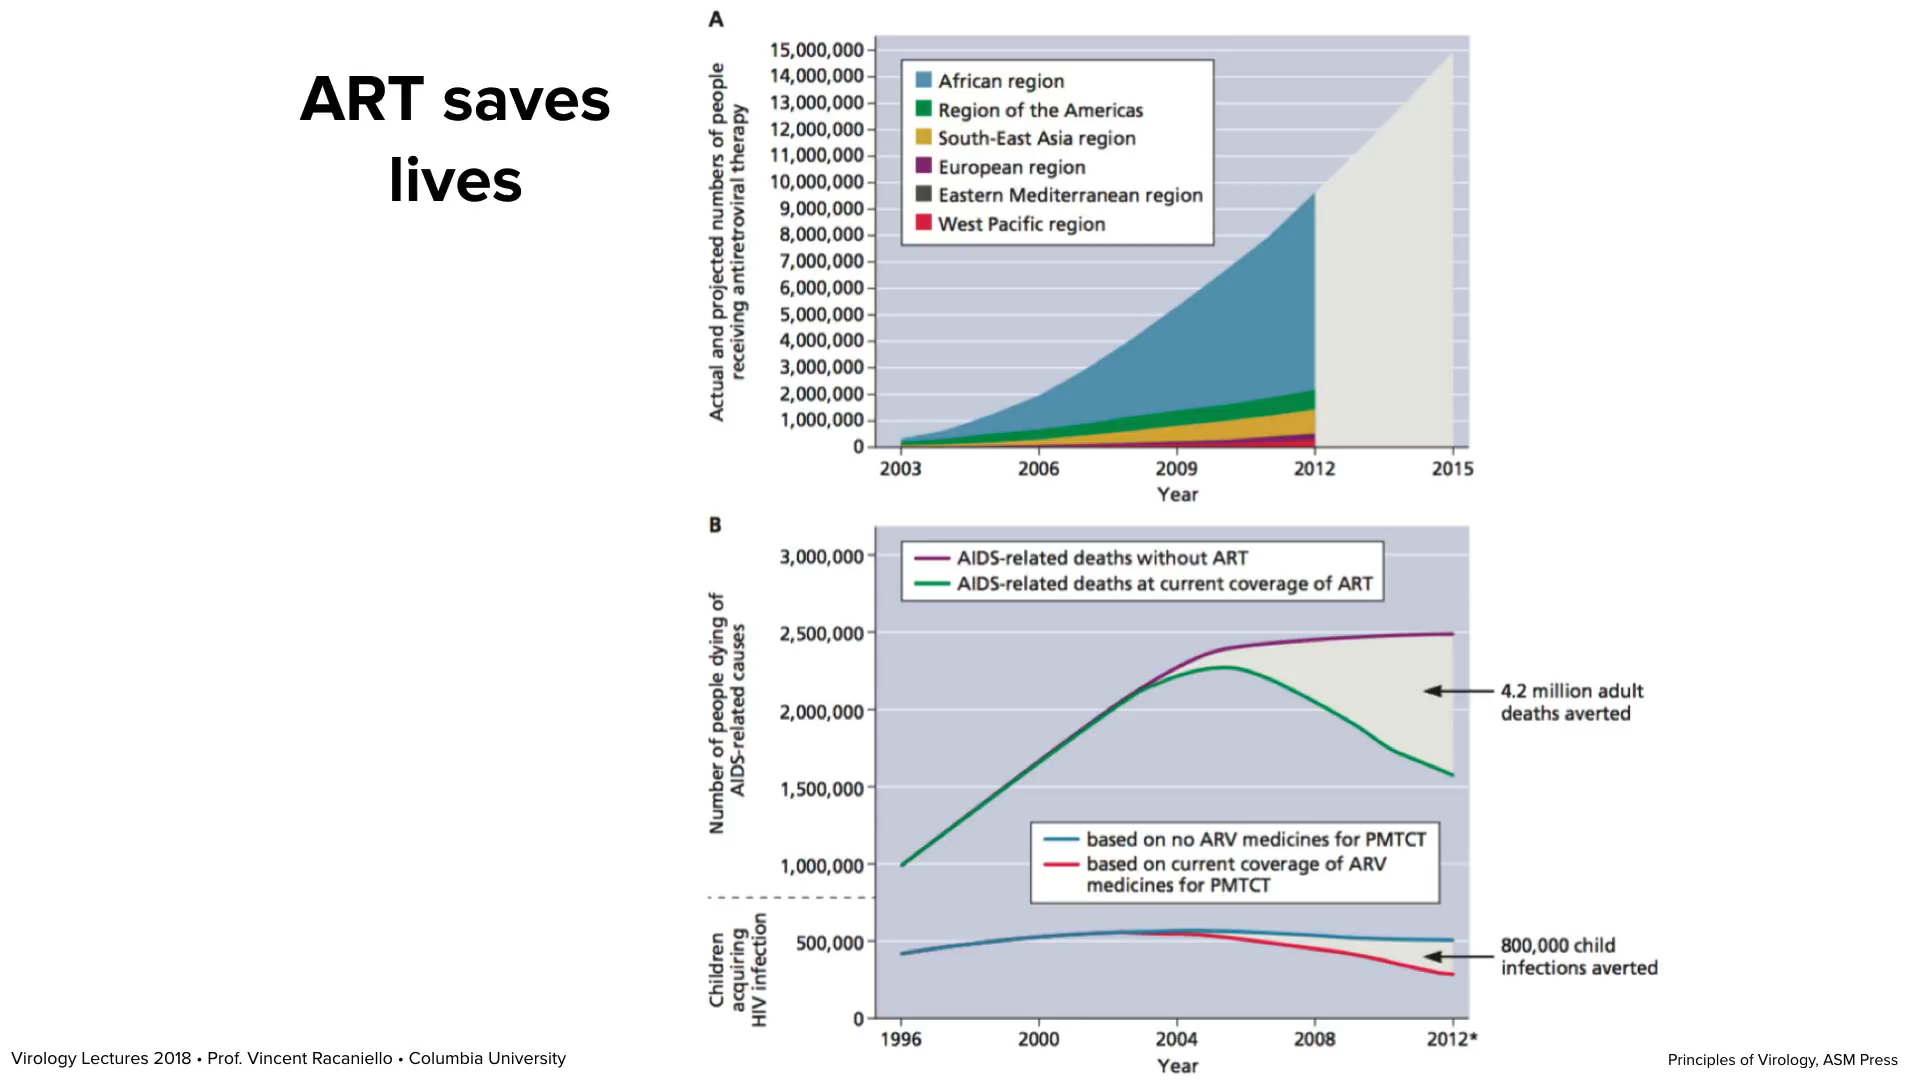 ART saves
lives
A
Actual and projected numbers of people
receiving antiretroviral therapy
15,000,000
14,000,000
13,000,000
12,000,000
11,000,000
10,000,000
9,000,000
8,000,000
7,000,000
6,000,000
5,000,000
4,000,000
3,000,000
2,000,000
1,000,000
0
African region
Region of the Americas
South-East Asia region
European region
Eastern Mediterranean region
West Pacific region
2003
2006
2009
2012
2015
Year
B
Number of people dying of
AIDS-related causes
3,000,000
2,500,000
2,000,000
1,500,000
1,000,000
AIDS-related deaths without ART
AIDS-related deaths at current coverage of ART
4.2 million adult
deaths averted
based on no ARV medicines for PMTCT
based on current coverage of ARV
medicines for PMTCT
Children
acquiring
HIV infection
500,000
0
800,000 child
infections averted
1996
2000
2004
2008
2012*
Year
Virology Lectures 2018 • Prof. Vincent Racaniello • Columbia University
Principles of Virology, ASM Press